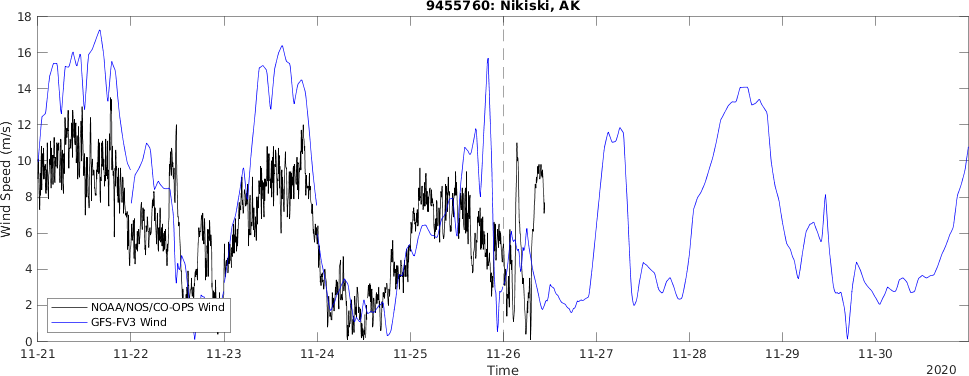 9455760: Nikiski, AK
Wind Speed (m/s)
18
16
14
12
10
8
6
4
2
0
NOAA/NOS/CO-OPS Wind
GFS-FV3 Wind
11-21 11-22 11-23 11-24 11-25 11-26 11-27 11-28 11-29 11-30
Time
2020